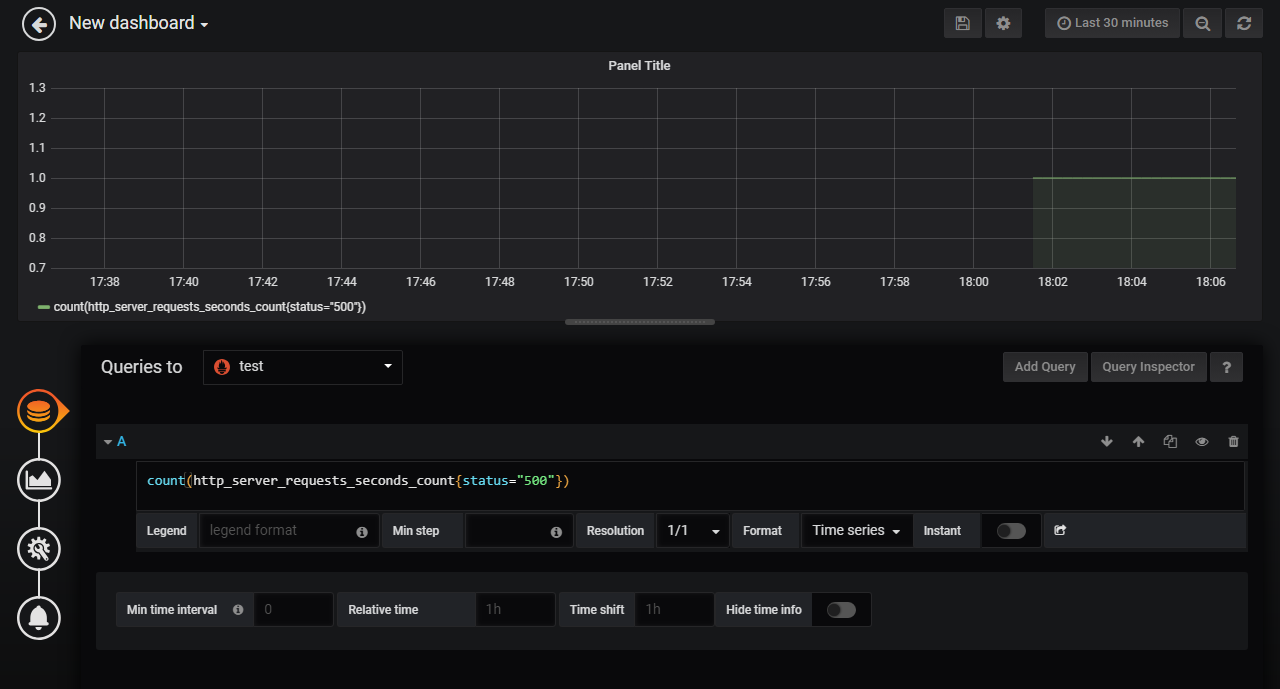 New dashboard
Last 30 minutes
Panel Title
1.3
1.2
1.1
1.0
0.9
0.8
0.7
17:38 17:40 17:42 17:44 17:46 17:48 17:50 17:52 17:54 17:56 17:58 18:00 18:02 18:04 18:06
count(http_server_requests_seconds_count{status="500"})
Queries to test Add Query Query Inspector ?
A
count(http_server_requests_seconds_count{status="500"})
Legend legend format Min step Resolution 1/1 Format Time series Instant
Min time interval 0 Relative time 1h Time shift 1h Hide time info